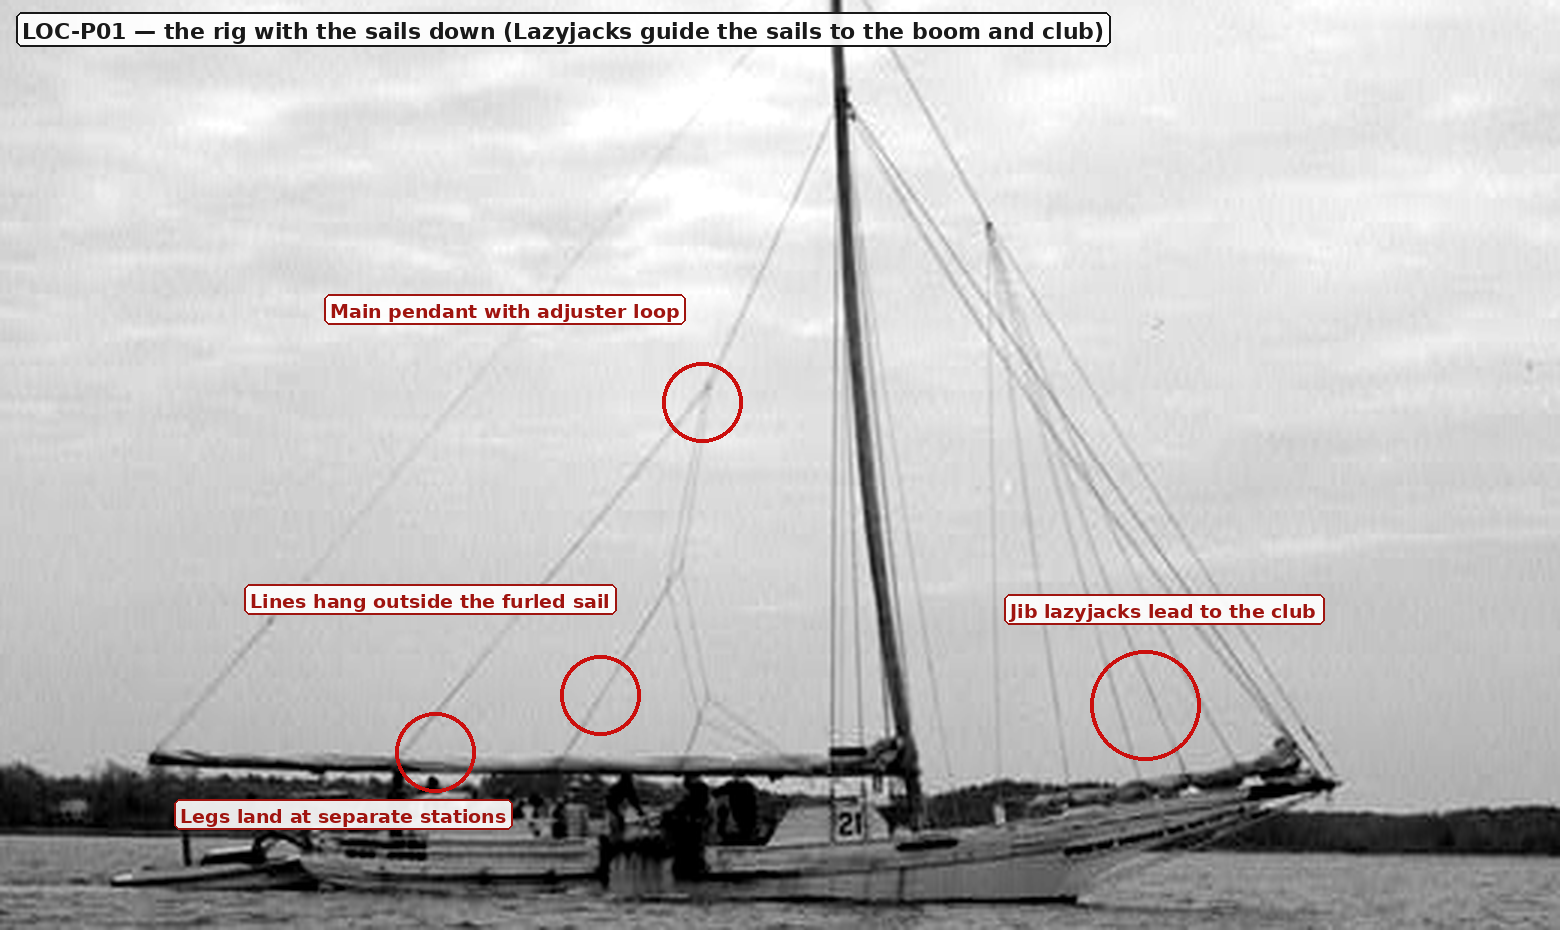 LOC-P01 — the rig with the sails down (Lazyjacks guide the sails to the boom and club)
Main pendant with adjuster loop
Lines hang outside the furled sail
Jib lazyjacks lead to the club
Legs land at separate stations
21